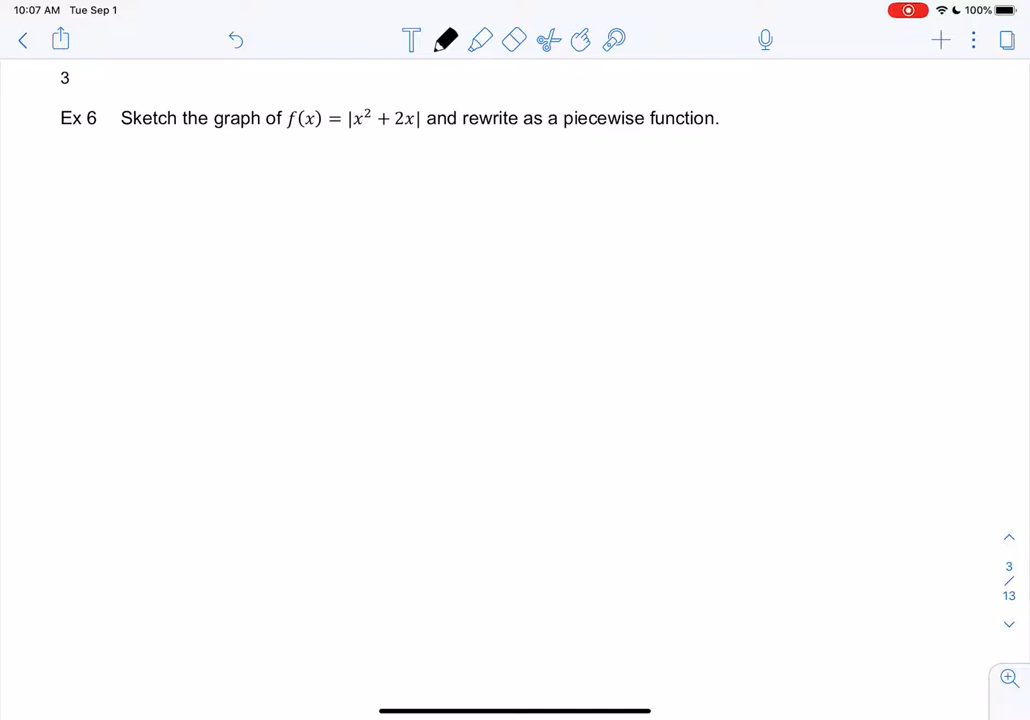 10:07 AM Tue Sep 1 100%
T
3
Ex 6 Sketch the graph of f(x) = |x² + 2x| and rewrite as a piecewise function.
3
/
13